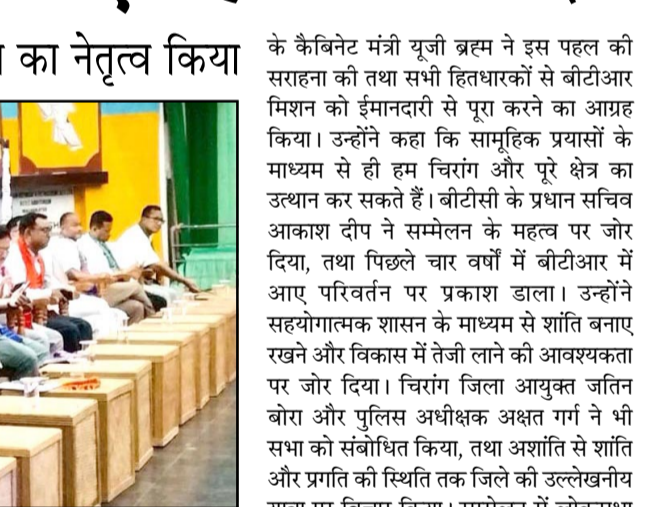 का नेतृत्व किया
के कैबिनेट मंत्री यूजी ब्रह्म ने इस पहल की
सराहना की तथा सभी हितधारकों से बीटीआर
मिशन को ईमानदारी से पूरा करने का आग्रह
किया। उन्होंने कहा कि सामूहिक प्रयासों के
माध्यम से ही हम चिरांग और पूरे क्षेत्र का
उत्थान कर सकते हैं। बीटीसी के प्रधान सचिव
आकाश दीप ने सम्मेलन के महत्व पर जोर
दिया, तथा पिछले चार वर्षों में बीटीआर में
आए परिवर्तन पर प्रकाश डाला। उन्होंने
सहयोगात्मक शासन के माध्यम से शांति बनाए
रखने और विकास में तेजी लाने की आवश्यकता
पर जोर दिया। चिरांग जिला आयुक्त जतिन
बोरा और पुलिस अधीक्षक अक्षत गर्ग ने भी
सभा को संबोधित किया, तथा अशांति से शांति
और प्रगति की स्थिति तक जिले की उल्लेखनीय